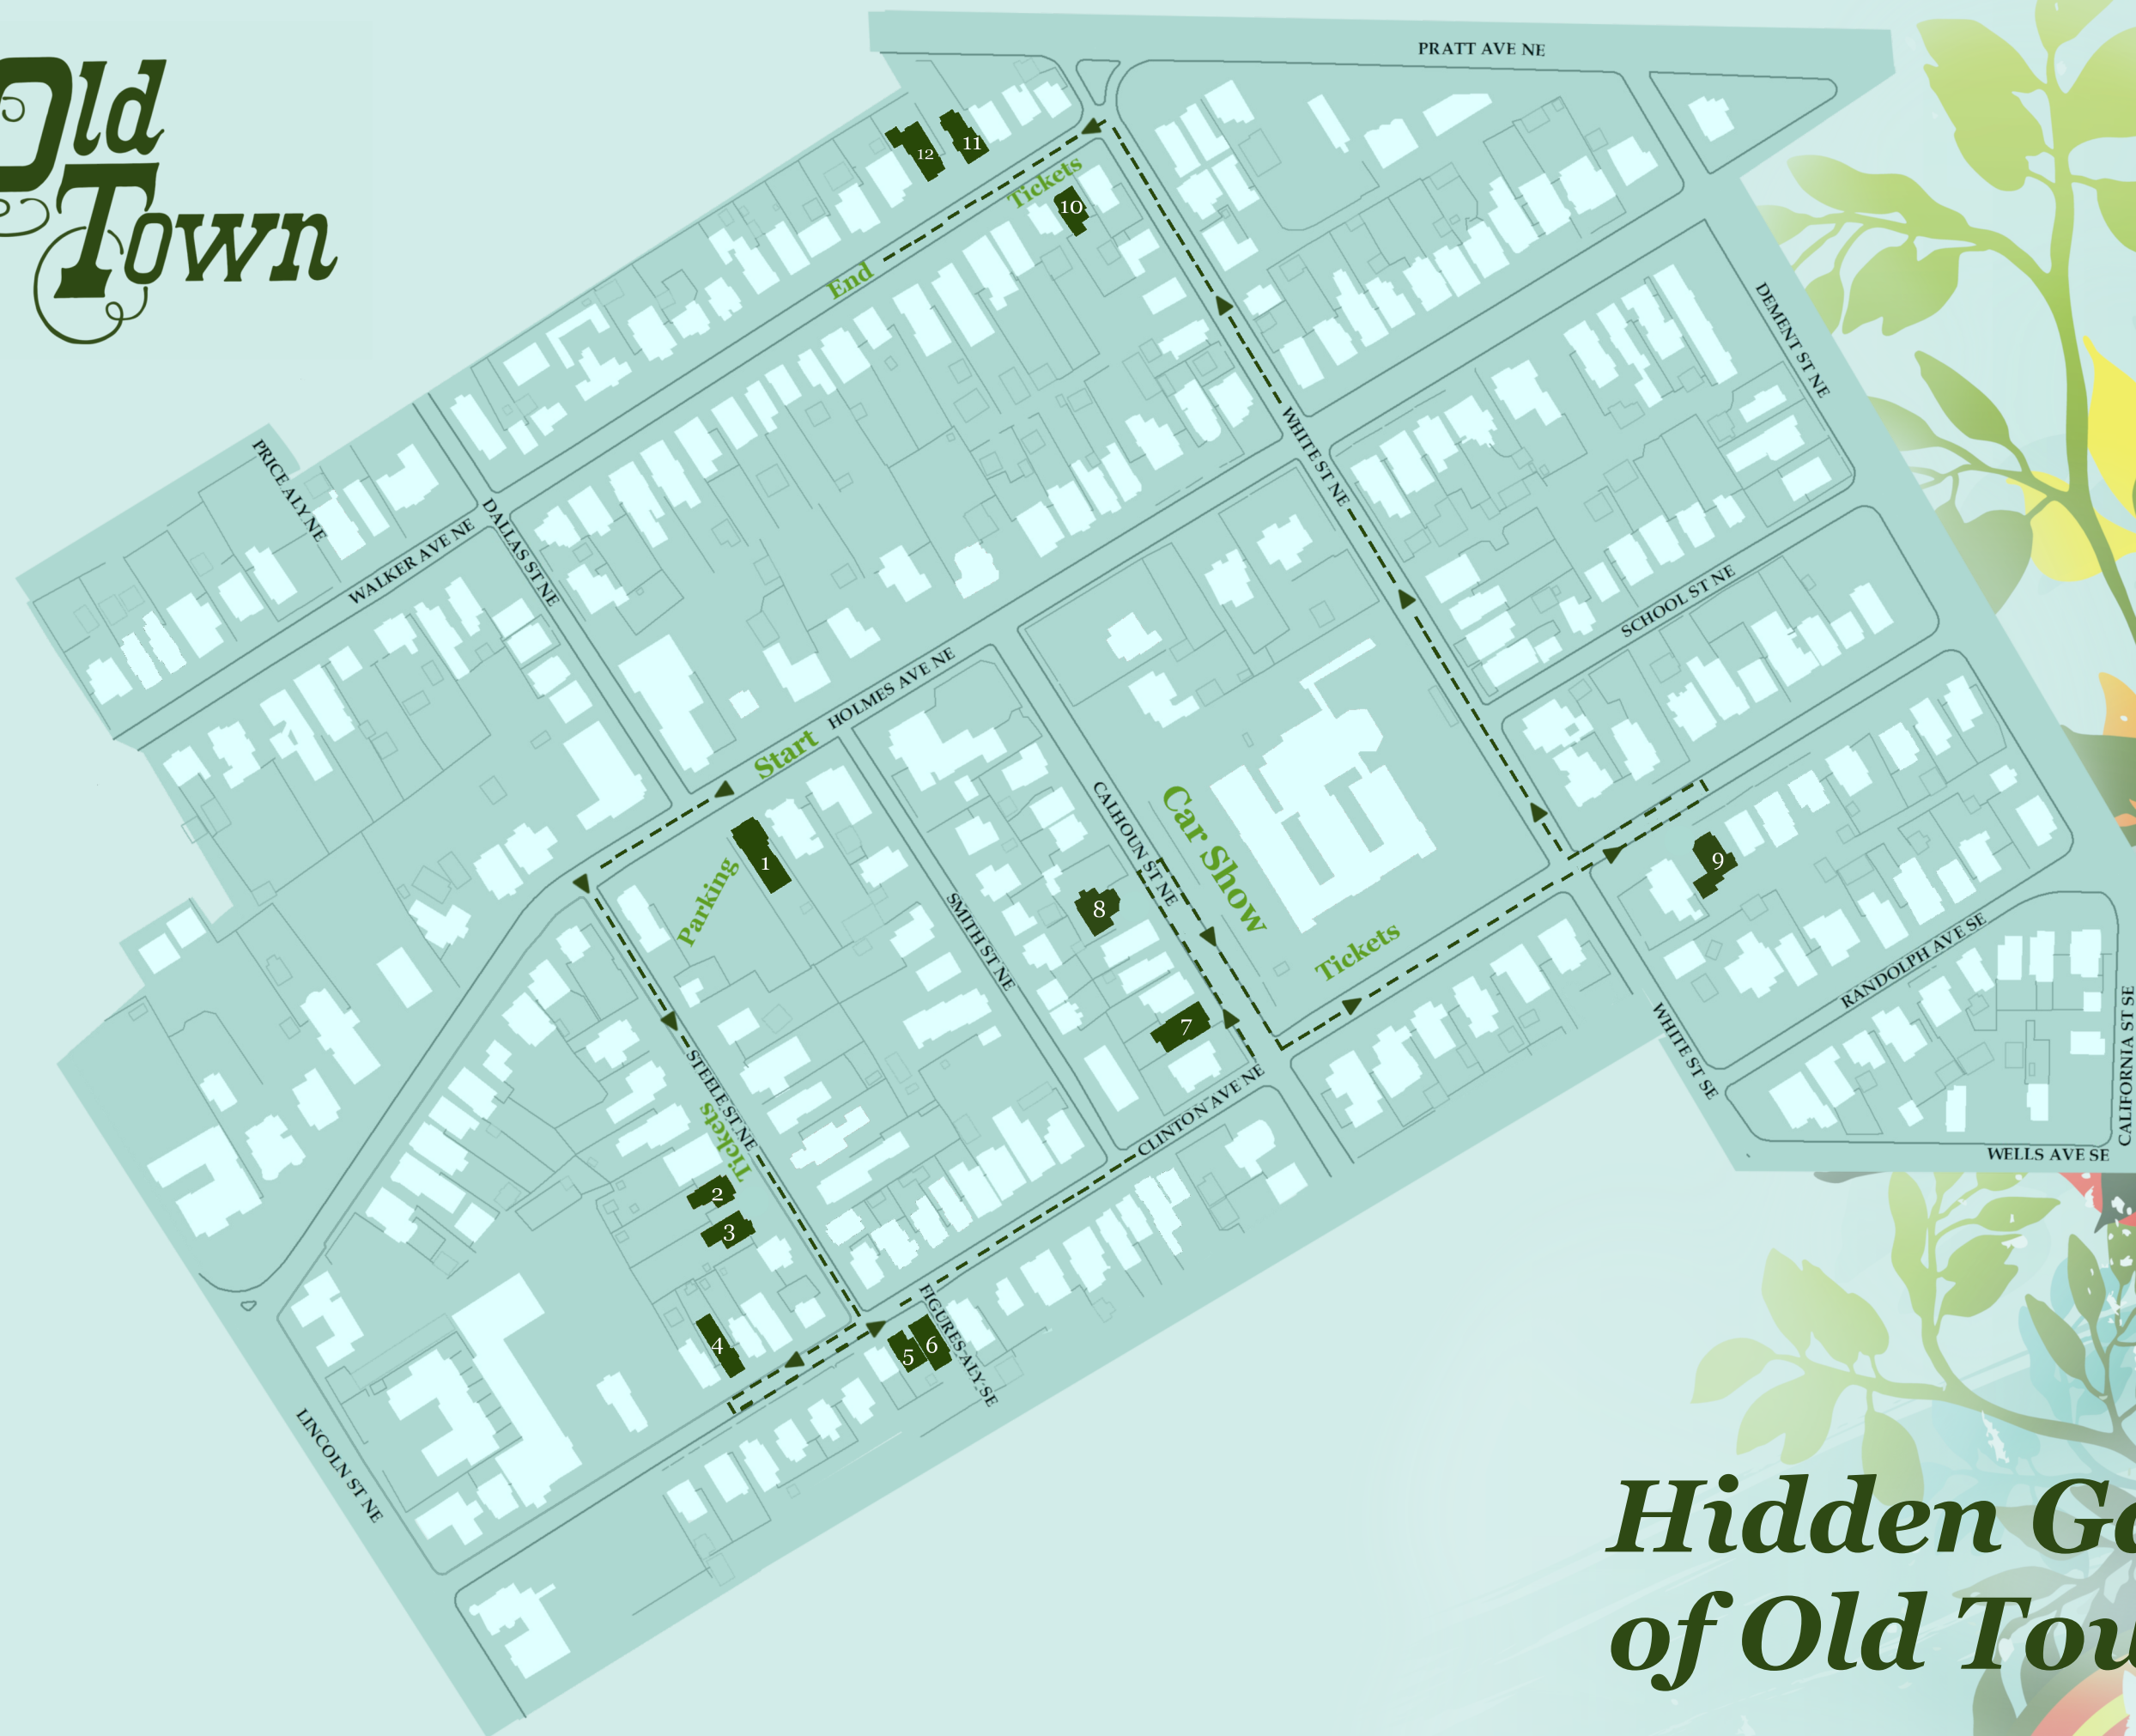 Old
Town
PRATT AVE NE
12
11
Tickets
10
End
DEMENT ST NE
WHITE ST NE
PRICE ALY NE
WALKER AVE NE
DALLAS ST NE
SCHOOL ST NE
HOLMES AVE NE
Start
Parking
1
CALHOUN ST NE
Car Show
SMITH ST NE
8
9
Tickets
7
RANDOLPH AVE SE
WHITE ST SE
CALIFORNIA ST SE
WELLS AVE SE
STEELE ST NE
Tickets
CLINTON AVE NE
2
3
4
5
6
FIGURES ALY SE
LINCOLN ST NE
Hidden Ga
of Old Tow